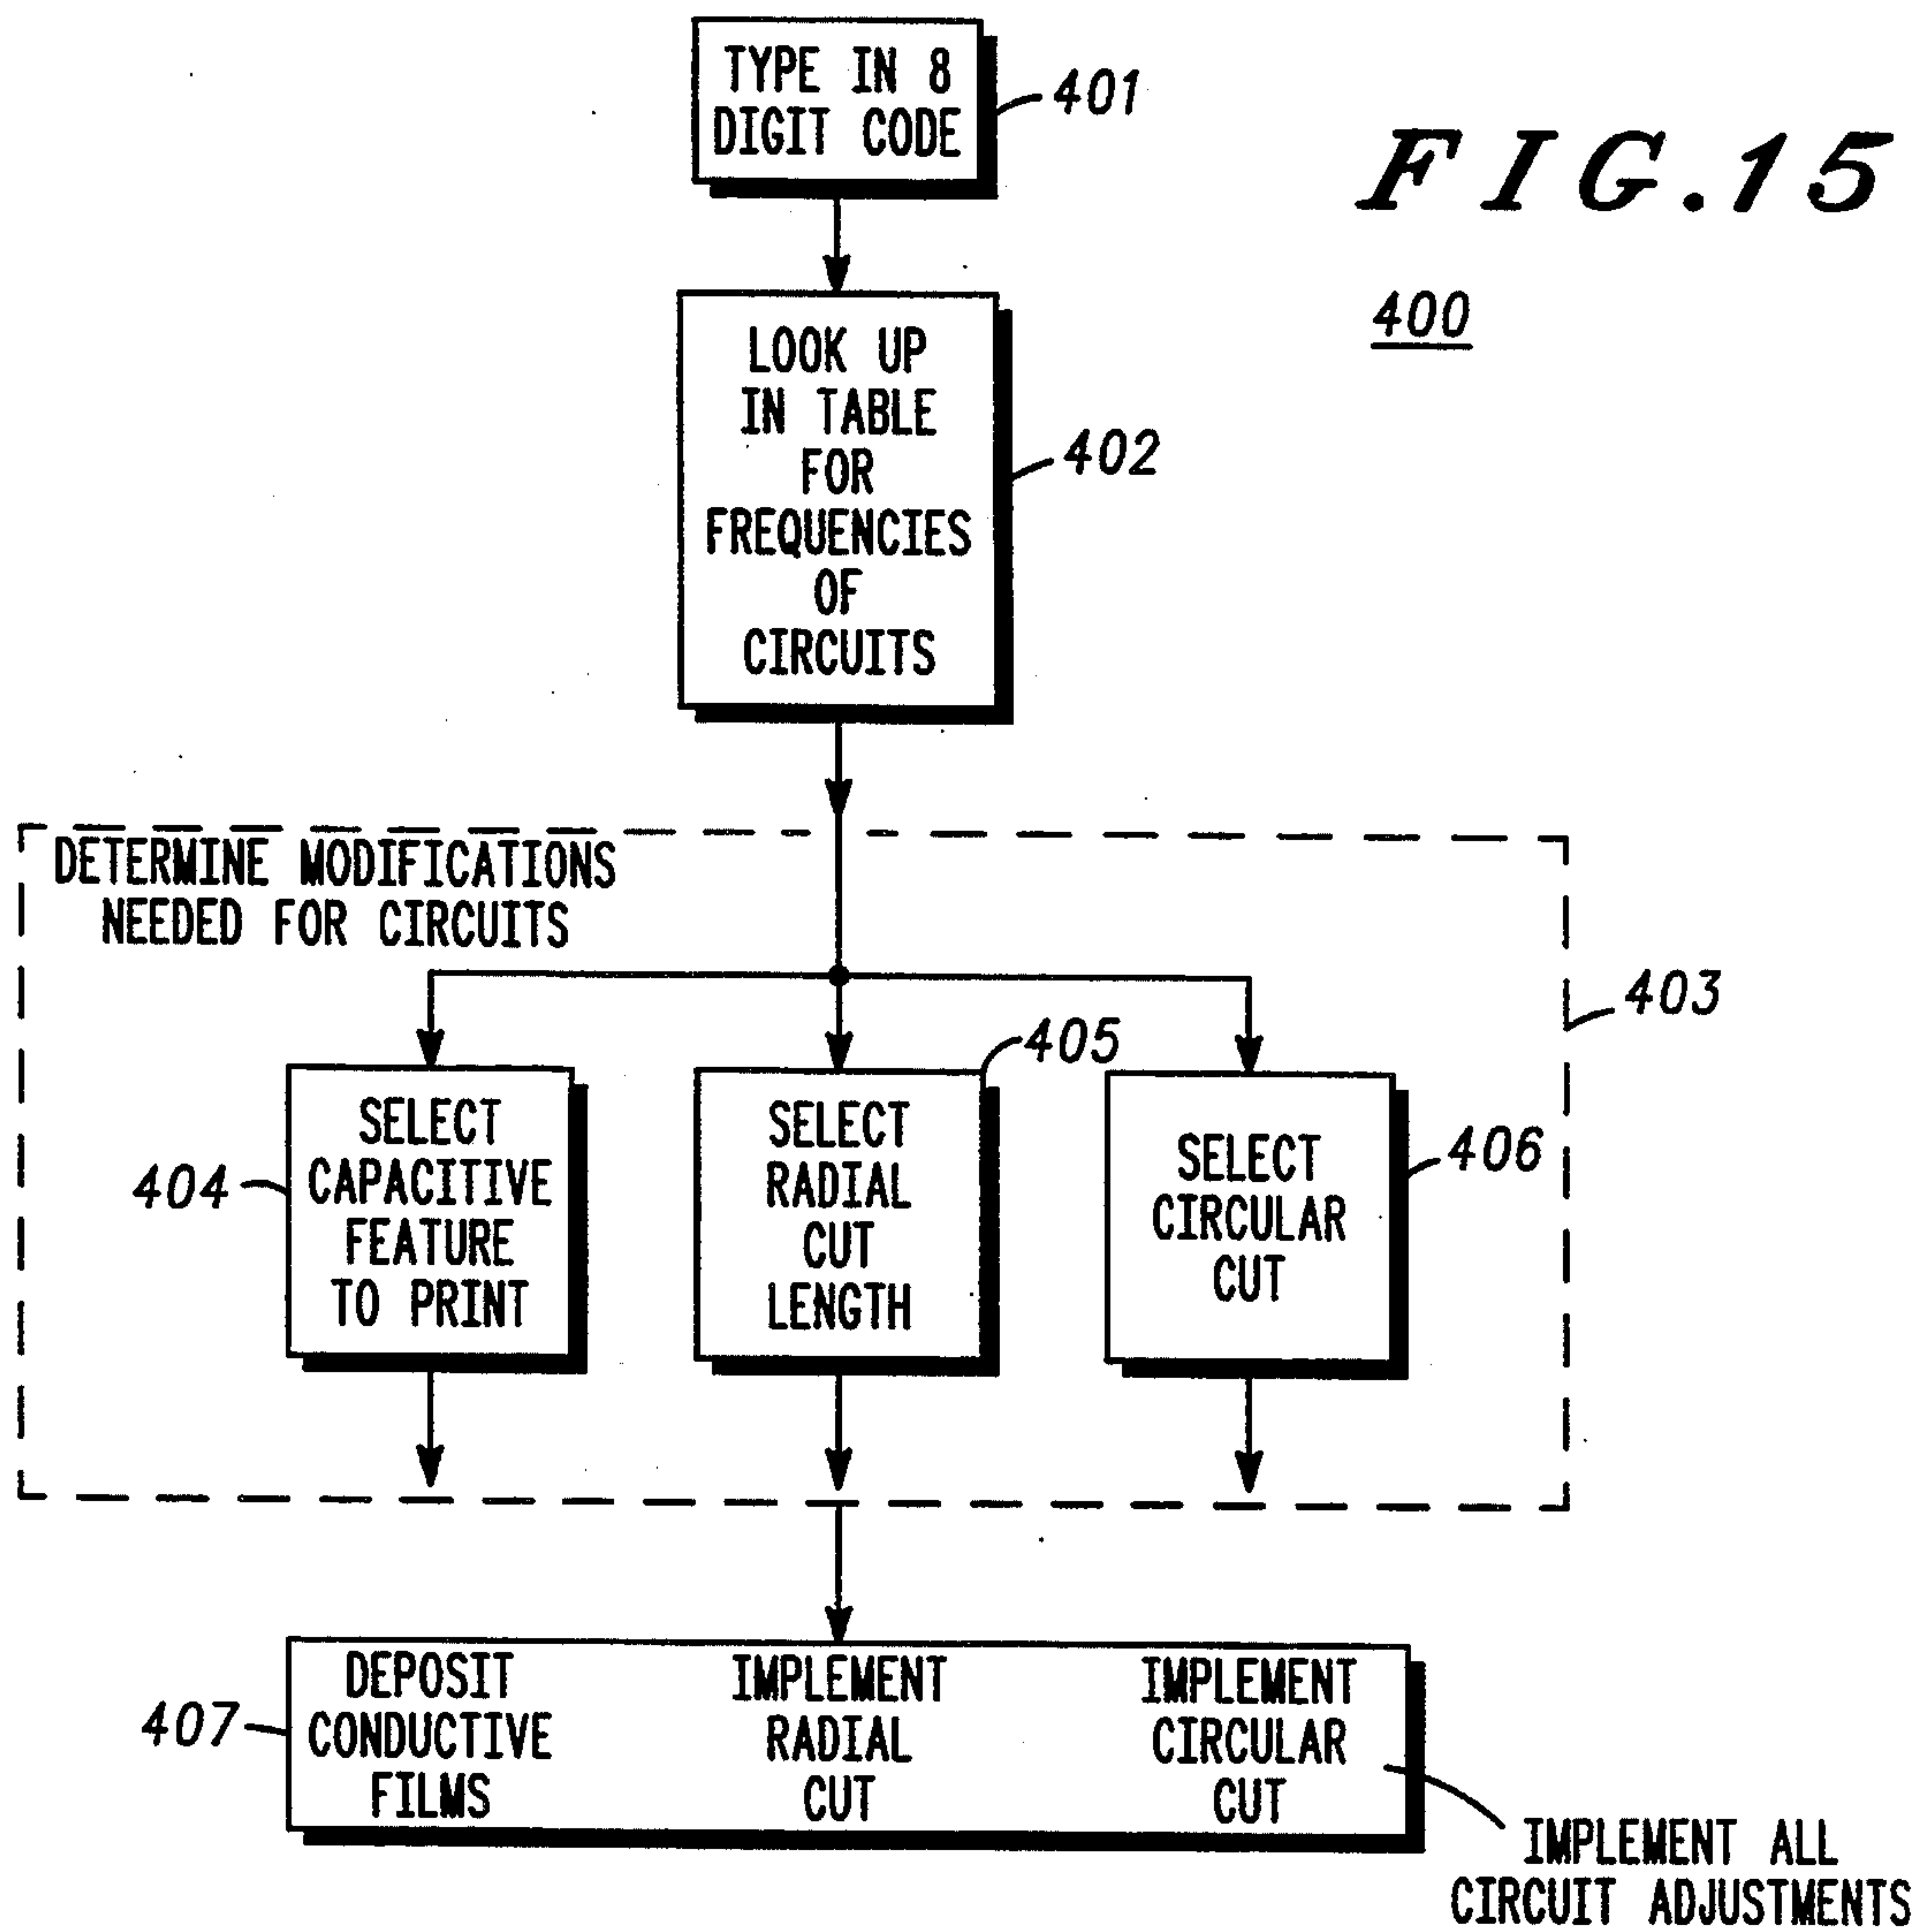 TYPE IN 8
DIGIT CODE
401
FIG.15
400
LOOK UP
IN TABLE
FOR
FREQUENCIES
OF
CIRCUITS
402
DETERMINE MODIFICATIONS
NEEDED FOR CIRCUITS
403
404
SELECT
CAPACITIVE
FEATURE
TO PRINT
405
SELECT
RADIAL
CUT
LENGTH
406
SELECT
CIRCULAR
CUT
407
DEPOSIT
CONDUCTIVE
FILMS
IMPLEMENT
RADIAL
CUT
IMPLEMENT
CIRCULAR
CUT
IMPLEMENT ALL
CIRCUIT ADJUSTMENTS